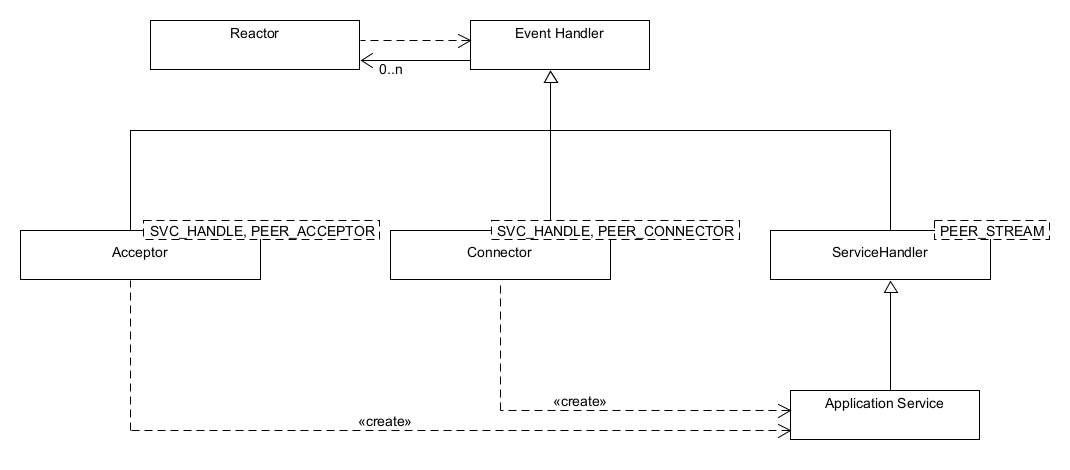 Reactor
Event Handler
0..n
SVC_HANDLE, PEER_ACCEPTOR
SVC_HANDLE, PEER_CONNECTOR
PEER_STREAM
Acceptor
Connector
ServiceHandler
«create»
Application Service
«create»